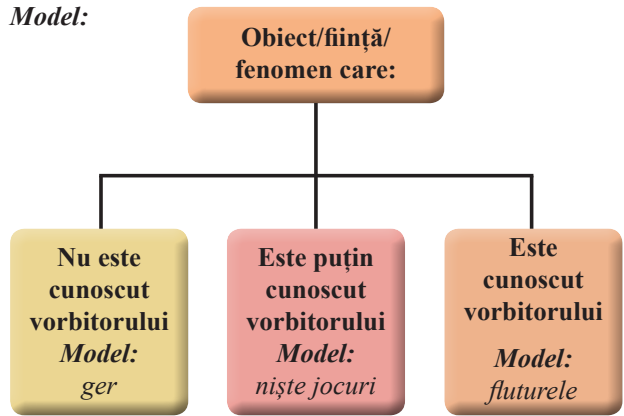 Model:
Obiect/ființă/
fenomen care:
Nu este
cunoscut
vorbitorului
Model:
ger
Este puțin
cunoscut
vorbitorului
Model:
niște jocuri
Este
cunoscut
vorbitorului
Model:
fluturele